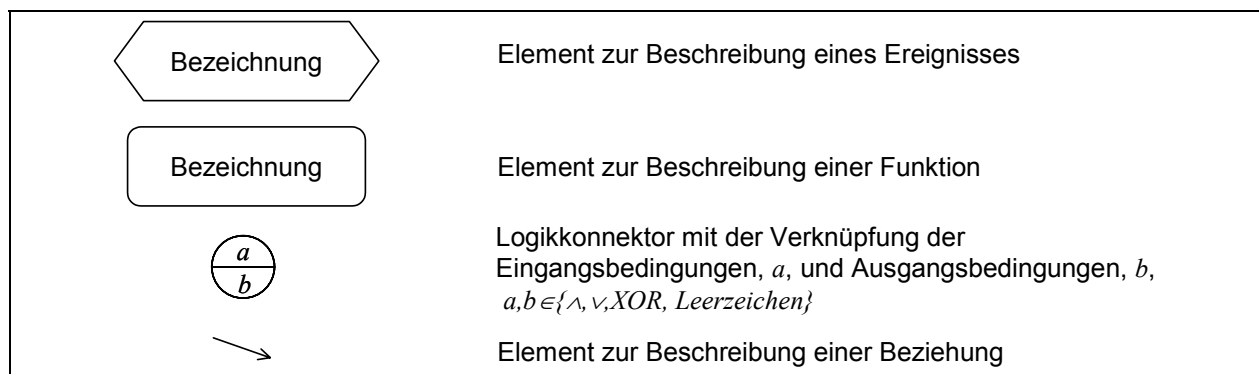 Bezeichnung
Element zur Beschreibung eines Ereignisses
Bezeichnung
Element zur Beschreibung einer Funktion
a
b
Logikkonnektor mit der Verknüpfung der
Eingangsbedingungen, a, und Ausgangsbedingungen, b,
a,b∈{∧,∨,XOR, Leerzeichen}
Element zur Beschreibung einer Beziehung